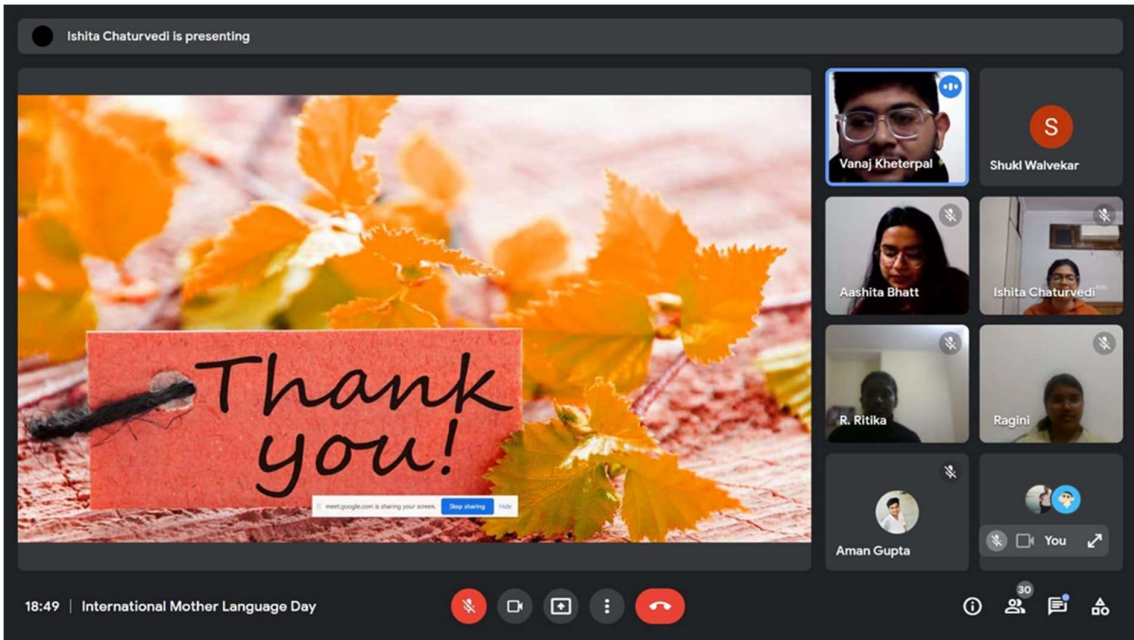 Ishita Chaturvedi is presenting
Thank
you!
meet.google.com is sharing your screen.
Stop sharing
Hide
Vanaj Kheterpal
S
Shukl Walvekar
Aashita Bhatt
Ishita Chaturvedi
R. Ritika
Ragini
Aman Gupta
You
18:49 | International Mother Language Day
30